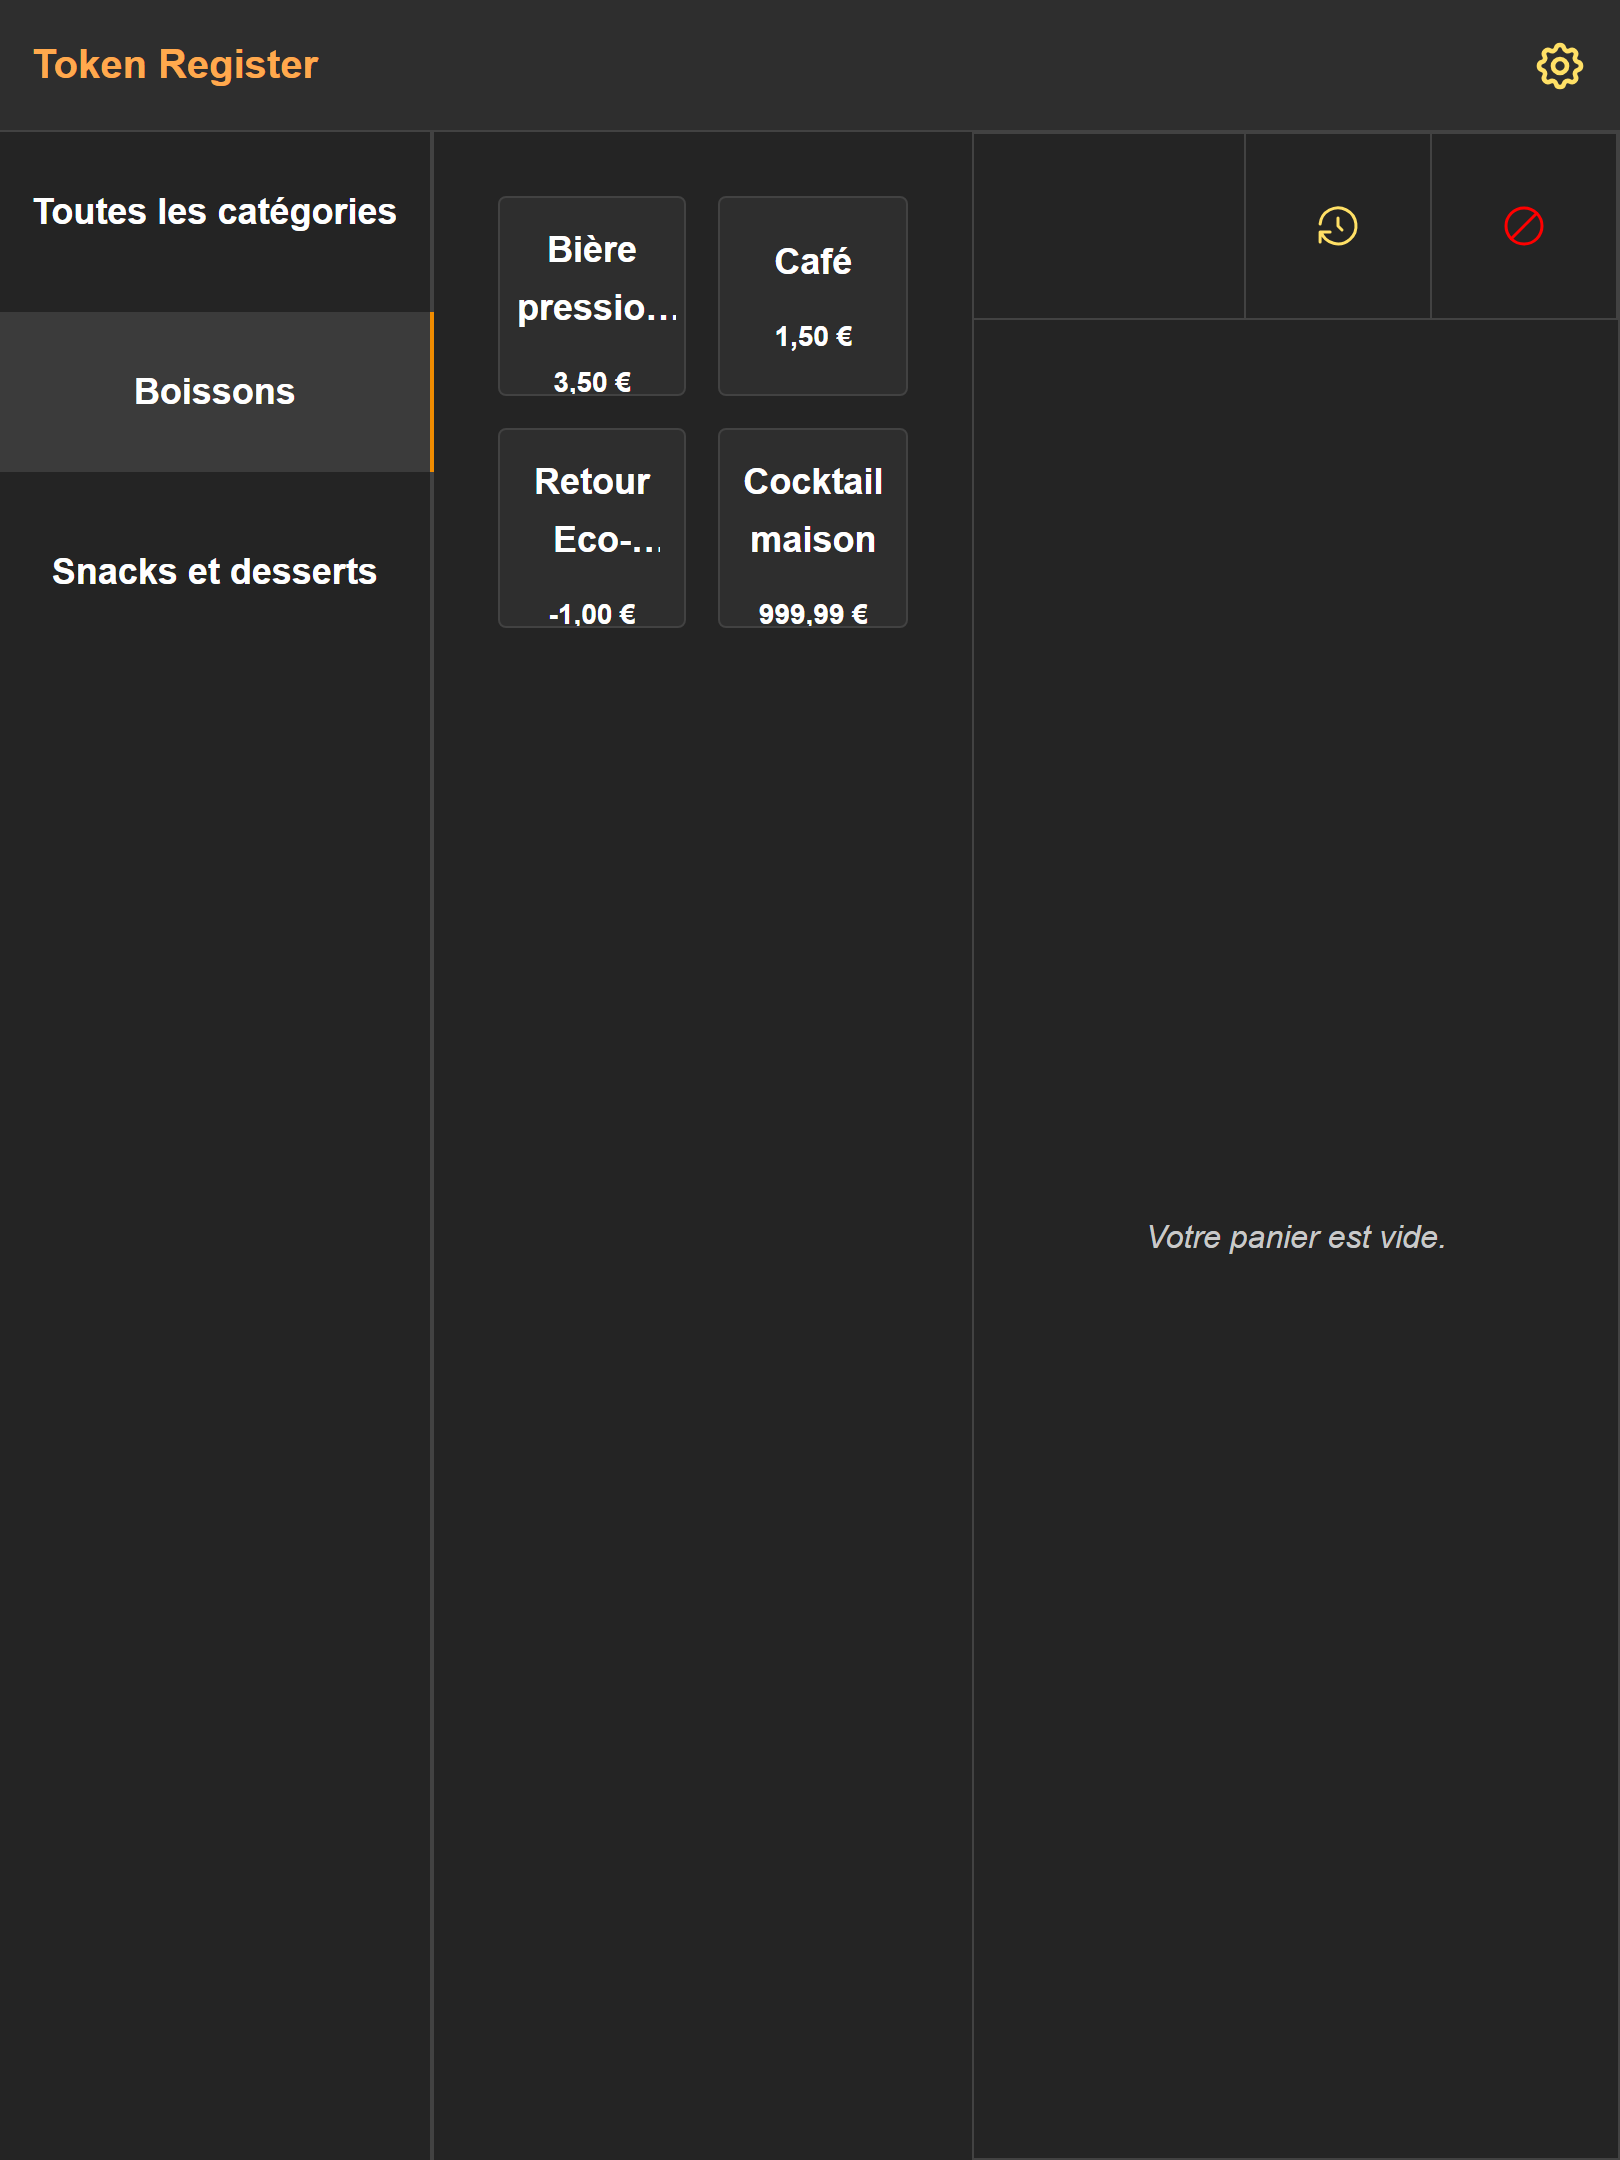 Token Register
Toutes les catégories
Boissons
Snacks et desserts
Bière
pressio…
3,50 €
Café
1,50 €
Retour
Eco-…
-1,00 €
Cocktail
maison
999,99 €
Votre panier est vide.